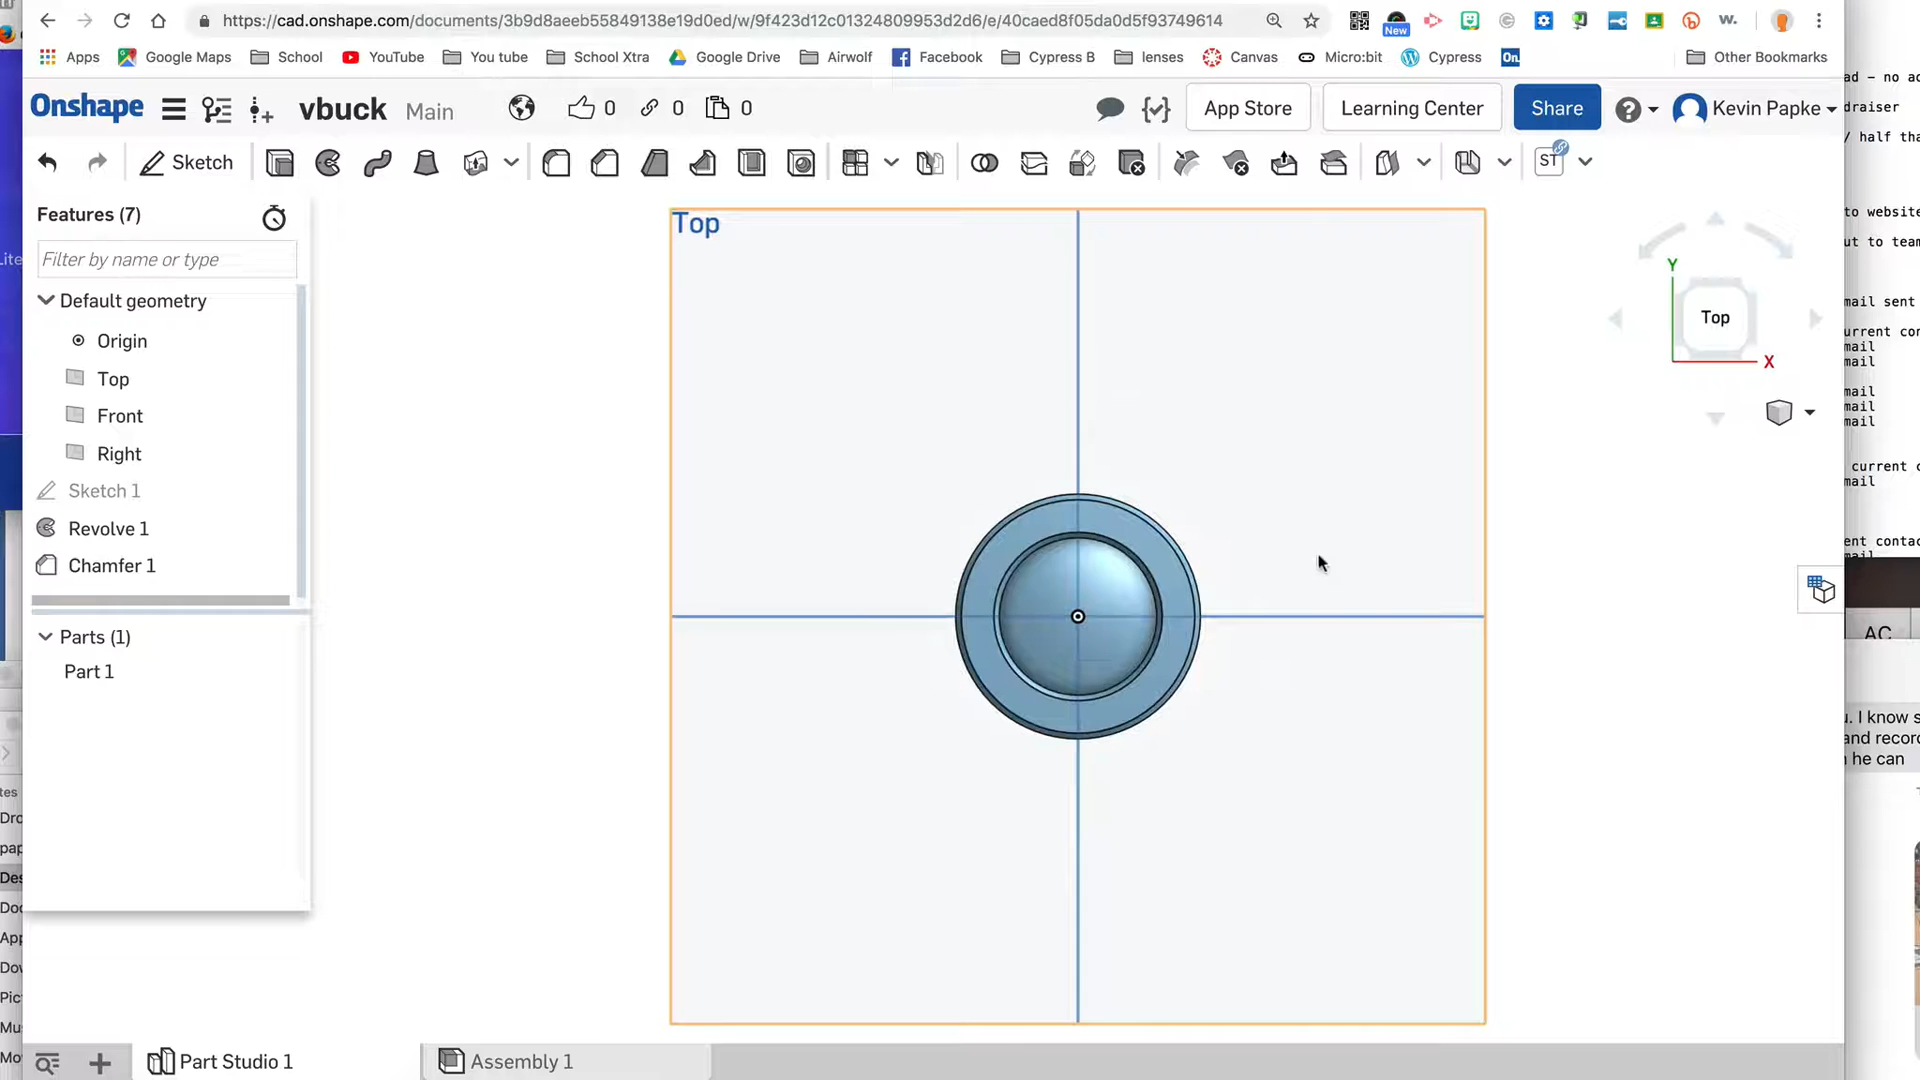 https://cad.onshape.com/documents/3b9d8aeeb55849138e19d0ed/w/9f423d12c01324809953d2d6/e/40caed8f05da0d5f93749614
New
w.
Apps Google Maps School YouTube You tube School Xtra Google Drive Airwolf Facebook Cypress B lenses Canvas Micro:bit Cypress On Other Bookmarks
Onshape vbuck Main 0 0 0 App Store Learning Center Share Kevin Papke
Sketch ST
Features (7)
Filter by name or type
Default geometry
Origin
Top
Front
Right
Sketch 1
Revolve 1
Chamfer 1
Parts (1)
Part 1
Top
Y
Top
X
Part Studio 1 Assembly 1
draiser
to website
mail sent
mail
mail
mail
mail
mail
mail
AC
. I know
and
he can